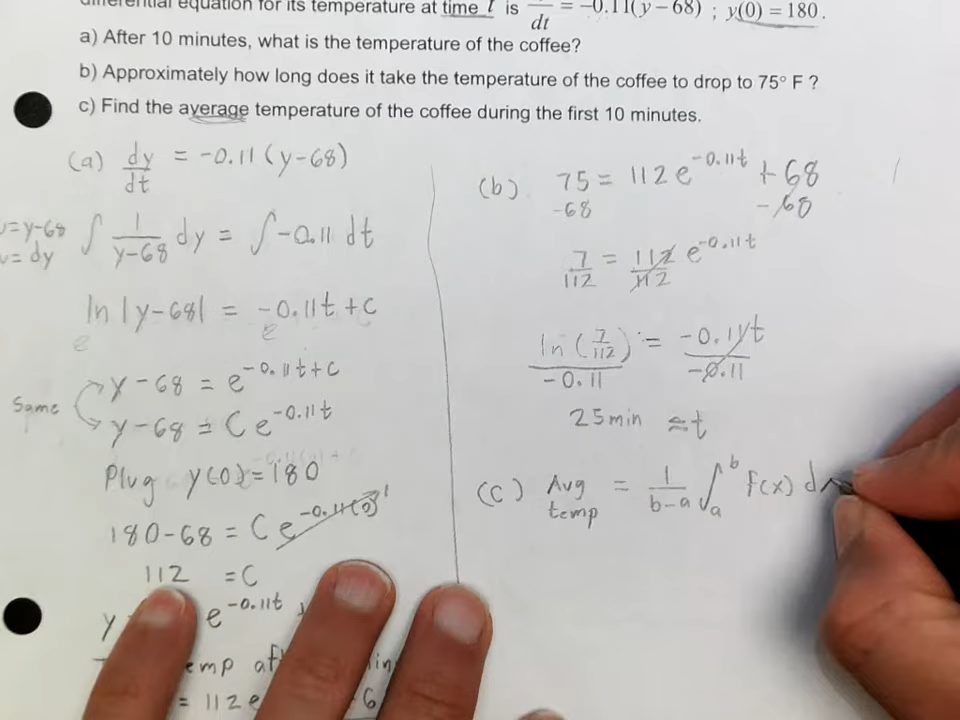 differential equation for its temperature at time t is dt = −0.11(y−68) ; y(0) = 180.
a) After 10 minutes, what is the temperature of the coffee?
b) Approximately how long does it take the temperature of the coffee to drop to 75° F ?
c) Find the average temperature of the coffee during the first 10 minutes.
(a) dy/dt = -0.11 (y-68)
u=y-68
= dy
∫ 1/(y-68) dy = ∫ -0.11 dt
ln |y-68| = -0.11t + c
e e
y-68 = e^(-0.11t+c)
Same
y-68 = Ce^(-0.11t)
Plug y(0)=180
180-68 = Ce^(-0.11(0)) 1
112 = C
y e^(-0.11t)
emp
= 112e
(b) 75 = 112e^(-0.11t) + 68
-68 -68
7/112 = 112/112 e^(-0.11t)
ln(7/112)/-0.11 = -0.11t/-0.11
25min ≈t
(c) Avg temp = 1/(b-a) ∫_a^b f(x) d